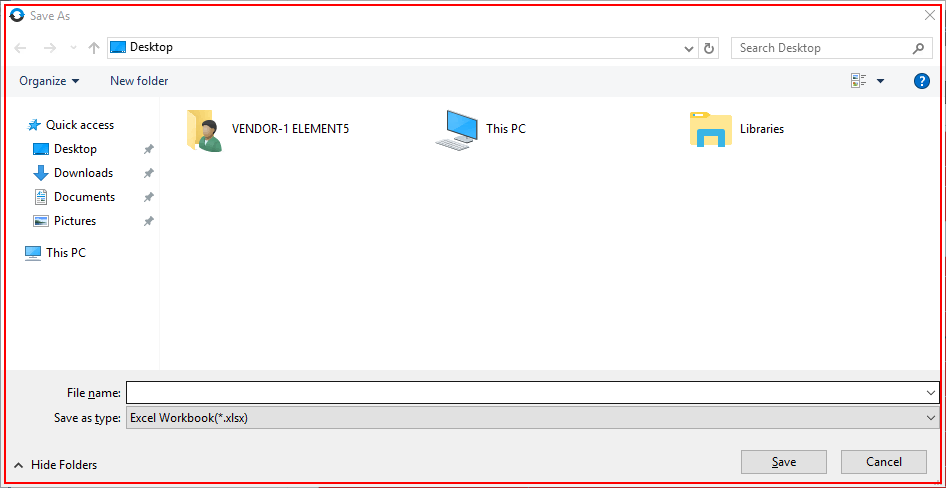 Save As
Desktop
Search Desktop
Organize
New folder
?
Quick access
Desktop
Downloads
Documents
Pictures
This PC
VENDOR-1 ELEMENT5
This PC
Libraries
File name:
Save as type: Excel Workbook(*.xlsx)
Hide Folders
Save
Cancel